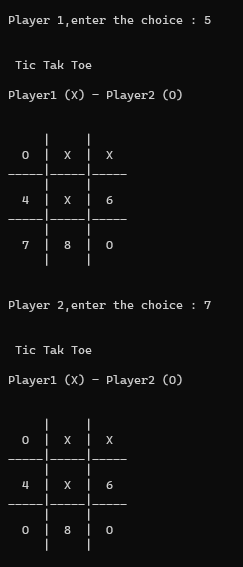 Player 1,enter the choice : 5
Tic Tak Toe
Player1 (X) - Player2 (O)
     |     |
  O  |  X  |  X
_____|_____|_____
     |     |
  4  |  X  |  6
_____|_____|_____
     |     |
  7  |  8  |  O
     |     |
Player 2,enter the choice : 7
Tic Tak Toe
Player1 (X) - Player2 (O)
     |     |
  O  |  X  |  X
_____|_____|_____
     |     |
  4  |  X  |  6
_____|_____|_____
     |     |
  O  |  8  |  O
     |     |